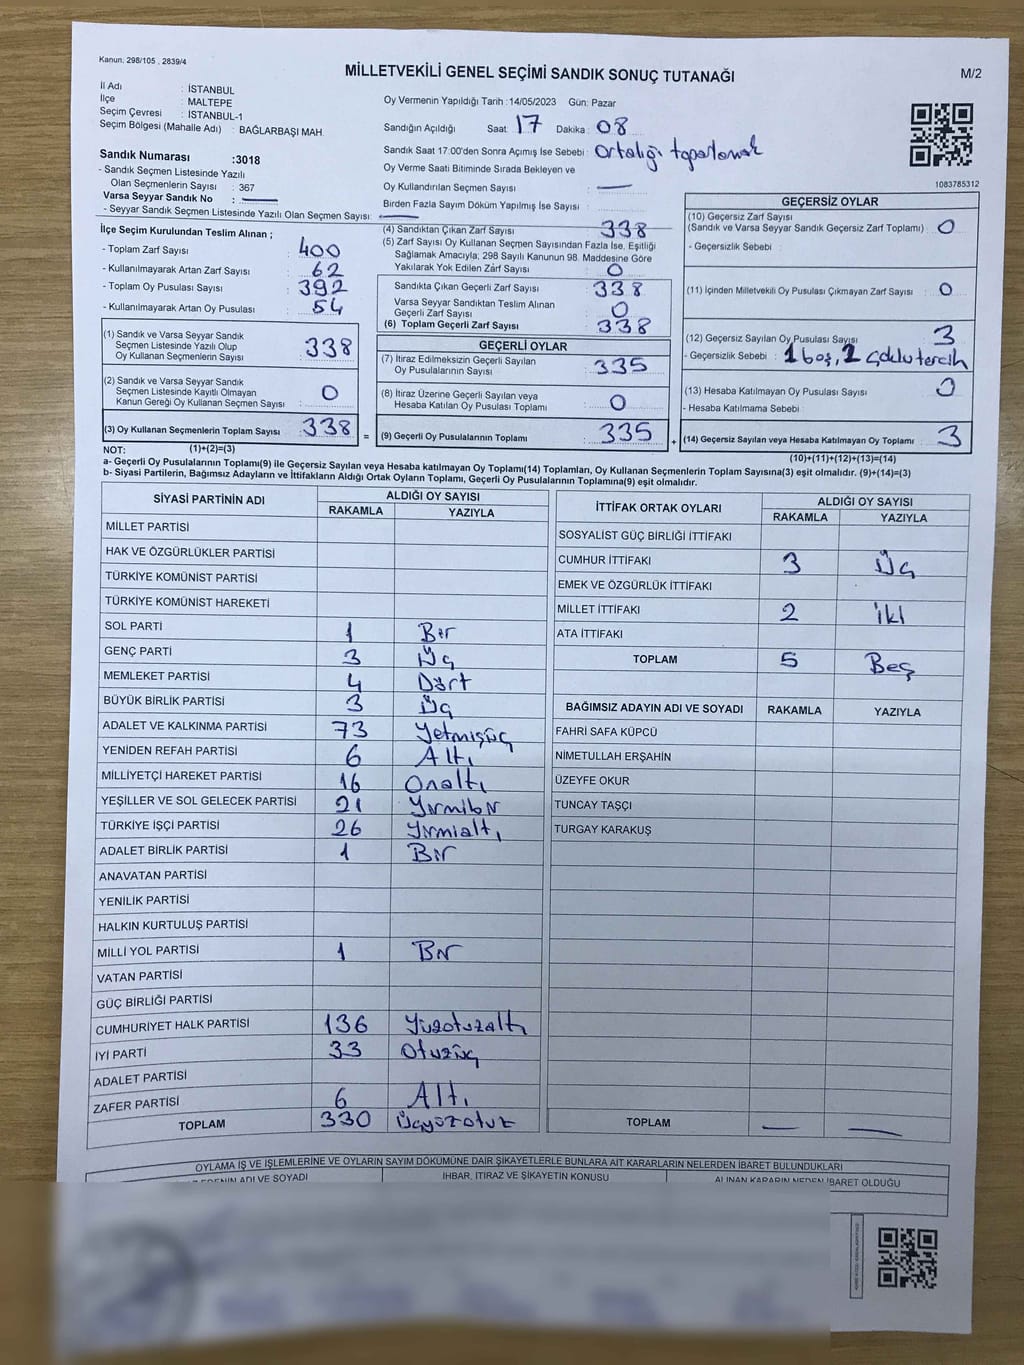 Kanun, 298/105 , 2839/4
MİLLETVEKİLİ GENEL SEÇİMİ SANDIK SONUÇ TUTANAĞI
M/2
İl Adı : İSTANBUL
İlçe : MALTEPE
Seçim Çevresi : İSTANBUL-1
Seçim Bölgesi (Mahalle Adı) : BAĞLARBAŞI MAH.
Sandık Numarası :3018
- Sandık Seçmen Listesinde Yazılı
Olan Seçmenlerin Sayısı : 367
Varsa Seyyar Sandık No :
- Seyyar Sandık Seçmen Listesinde Yazılı Olan Seçmen Sayısı:
Oy Vermenin Yapıldığı Tarih :14/05/2023 Gün: Pazar
Sandığın Açıldığı Saat: 17 Dakika: 08
Sandık Saat 17:00'den Sonra Açımış İse Sebebi : Ortalığı toparlamak
Oy Verme Saati Bitiminde Sırada Bekleyen ve
Oy Kullandırılan Seçmen Sayısı :
Birden Fazla Sayım Döküm Yapılmış İse Sayısı :
1083785312
İlçe Seçim Kurulundan Teslim Alınan ;
- Toplam Zarf Sayısı : 400
- Kullanılmayarak Artan Zarf Sayısı : 62
- Toplam Oy Pusulası Sayısı : 392
- Kullanılmayarak Artan Oy Pusulası : 54
(1) Sandık ve Varsa Seyyar Sandık
Seçmen Listesinde Yazılı Olup
Oy Kullanan Seçmenlerin Sayısı : 338
(2) Sandık ve Varsa Seyyar Sandık
Seçmen Listesinde Kayıtlı Olmayan
Kanun Gereği Oy Kullanan Seçmen Sayısı : 0
(3) Oy Kullanan Seçmenlerin Toplam Sayısı : 338
(1)+(2)=(3)
=
(4) Sandıktan Çıkan Zarf Sayısı : 338
(5) Zarf Sayısı Oy Kullanan Seçmen Sayısından Fazla İse, Eşitliği
Sağlamak Amacıyla; 298 Sayılı Kanunun 98. Maddesine Göre
Yakılarak Yok Edilen Zarf Sayısı : 0
Sandıkta Çıkan Geçerli Zarf Sayısı : 338
Varsa Seyyar Sandıktan Teslim Alınan
Geçerli Zarf Sayısı : 0
(6) Toplam Geçerli Zarf Sayısı : 338
GEÇERLİ OYLAR
(7) İtiraz Edilmeksizin Geçerli Sayılan
Oy Pusulalarının Sayısı : 335
(8) İtiraz Üzerine Geçerli Sayılan veya
Hesaba Katılan Oy Pusulası Toplamı : 0
(9) Geçerli Oy Pusulalarının Toplamı : 335
+
GEÇERSİZ OYLAR
(10) Geçersiz Zarf Sayısı
(Sandık ve Varsa Seyyar Sandık Geçersiz Zarf Toplamı) : 0
- Geçersizlik Sebebi :
(11) İçinden Milletvekili Oy Pusulası Çıkmayan Zarf Sayısı : 0
(12) Geçersiz Sayılan Oy Pusulası Sayısı : 3
- Geçersizlik Sebebi : 1 boş, 2 çoklu tercih
(13) Hesaba Katılmayan Oy Pusulası Sayısı : 0
- Hesaba Katılmama Sebebi :
(14) Geçersiz Sayılan veya Hesaba Katılmayan Oy Toplamı : 3
(10)+(11)+(12)+(13)=(14)
NOT:
a- Geçerli Oy Pusulalarının Toplamı(9) ile Geçersiz Sayılan veya Hesaba katılmayan Oy Toplamı(14) Toplamları, Oy Kullanan Seçmenlerin Toplam Sayısına(3) eşit olmalıdır. (9)+(14)=(3)
b- Siyasi Partilerin, Bağımsız Adayların ve İttifakların Aldığı Ortak Oyların Toplamı, Geçerli Oy Pusulalarının Toplamına(9) eşit olmalıdır.
SİYASİ PARTİNİN ADI ALDIĞI OY SAYISI
RAKAMLA YAZIYLA
MİLLET PARTİSİ
HAK VE ÖZGÜRLÜKLER PARTİSİ
TÜRKİYE KOMÜNİST PARTİSİ
TÜRKİYE KOMÜNİST HAREKETİ
SOL PARTİ 1 Bir
GENÇ PARTİ 3 Üç
MEMLEKET PARTİSİ 4 Dört
BÜYÜK BİRLİK PARTİSİ 3 Üç
ADALET VE KALKINMA PARTİSİ 73 Yetmişüç
YENİDEN REFAH PARTİSİ 6 Altı
MİLLİYETÇİ HAREKET PARTİSİ 16 Onaltı
YEŞİLLER VE SOL GELECEK PARTİSİ 21 Yirmibir
TÜRKİYE İŞÇİ PARTİSİ 26 Yirmialtı
ADALET BİRLİK PARTİSİ 1 Bir
ANAVATAN PARTİSİ
YENİLİK PARTİSİ
HALKIN KURTULUŞ PARTİSİ
MİLLİ YOL PARTİSİ 1 Bir
VATAN PARTİSİ
GÜÇ BİRLİĞİ PARTİSİ
CUMHURİYET HALK PARTİSİ 136 Yüzotuzaltı
İYİ PARTİ 33 Otuzüç
ADALET PARTİSİ
ZAFER PARTİSİ 6 Altı
TOPLAM 330 Üçyüzotuz
İTTİFAK ORTAK OYLARI ALDIĞI OY SAYISI
RAKAMLA YAZIYLA
SOSYALİST GÜÇ BİRLİĞİ İTTİFAKI
CUMHUR İTTİFAKI 3 Üç
EMEK VE ÖZGÜRLÜK İTTİFAKI
MİLLET İTTİFAKI 2 İki
ATA İTTİFAKI
TOPLAM 5 Beş
BAĞIMSIZ ADAYIN ADI VE SOYADI RAKAMLA YAZIYLA
FAHRİ SAFA KÜPCÜ
NİMETULLAH ERŞAHİN
ÜZEYFE OKUR
TUNCAY TAŞÇI
TURGAY KARAKUŞ
TOPLAM
OYLAMA İŞ VE İŞLEMLERİNE VE OYLARIN SAYIM DÖKÜMÜNE DAİR ŞİKAYETLERLE BUNLARA AİT KARARLARIN NELERDEN İBARET BULUNDUKLARI
ADI VE SOYADI İHBAR, İTİRAZ VE ŞİKAYETİN KONUSU ALINAN KARARIN NEDEN İBARET OLDUĞU